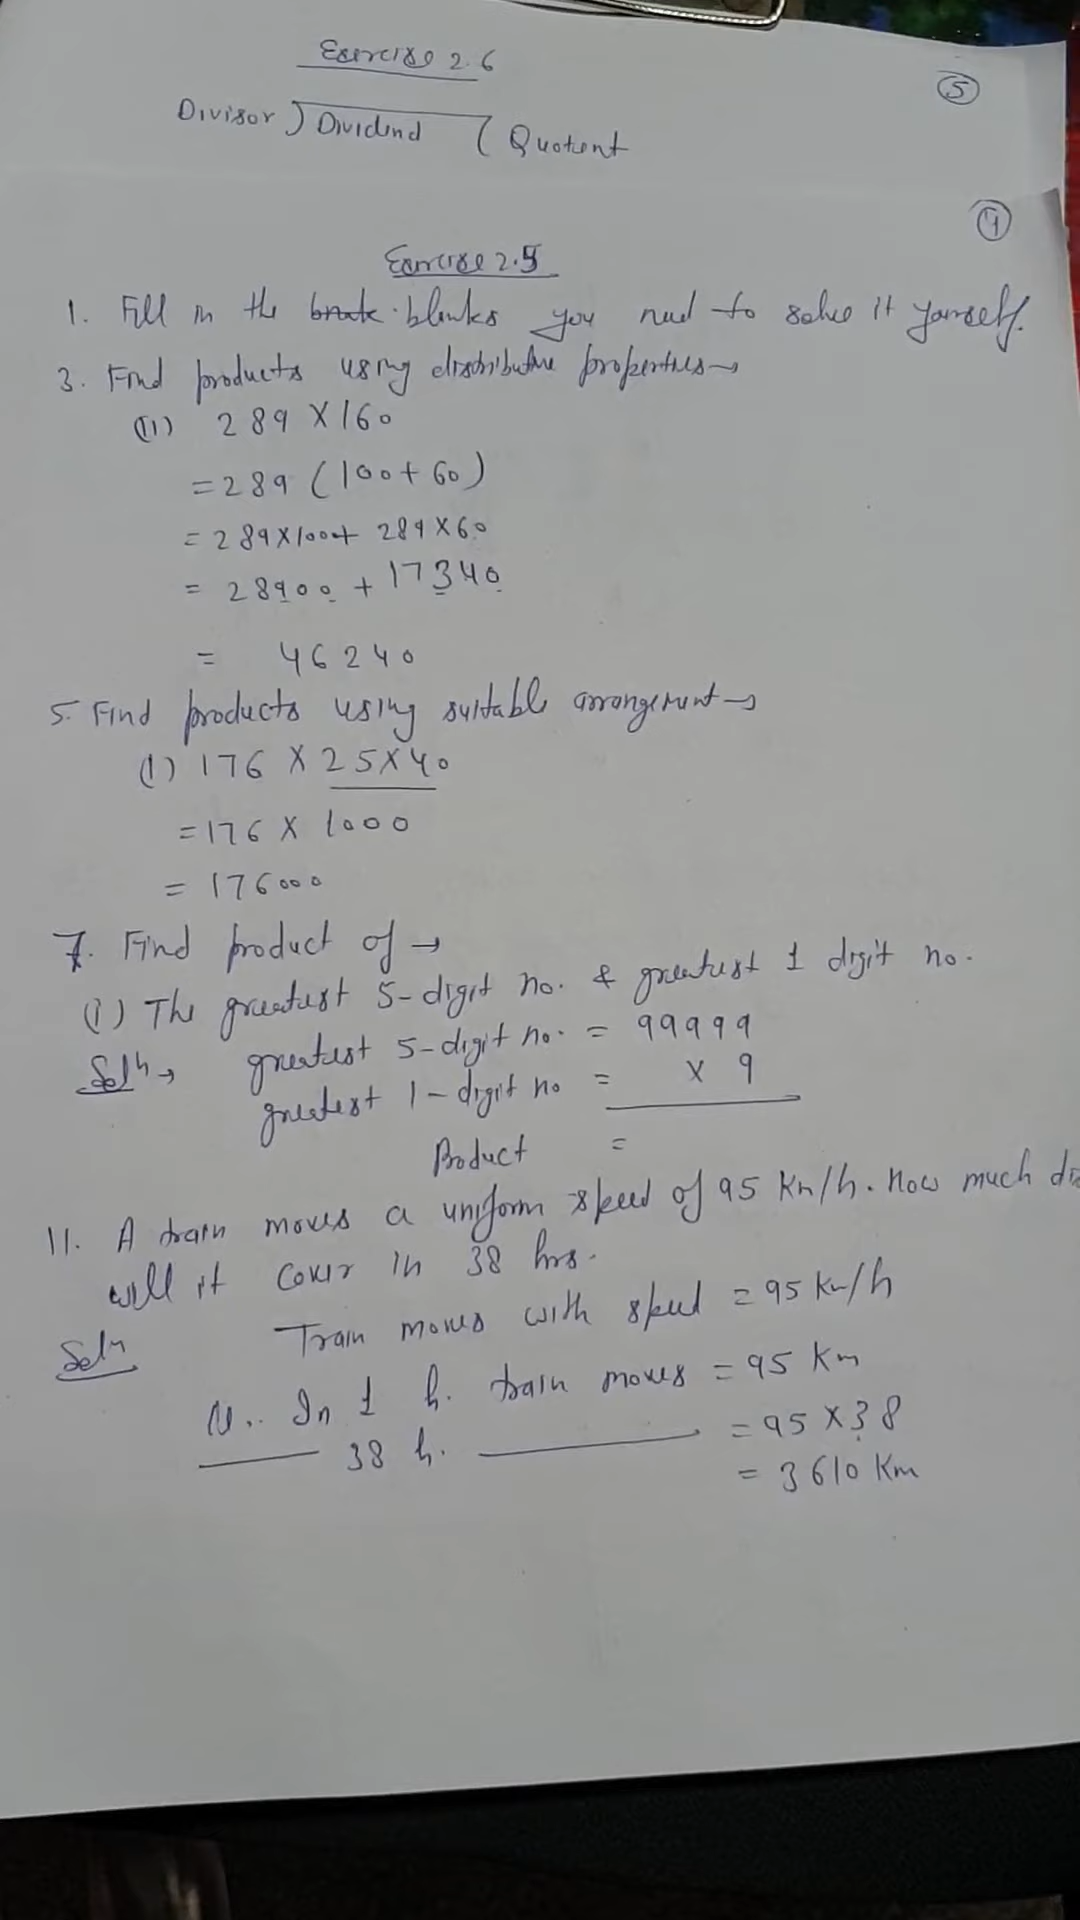 Exercise 2.6
5
Divisor ) Dividend ( Quotient
4
Exercise 2.5
1. Fill in the blanks you need to solve it yourself.
3. Find products using distributive properties→
(ii) 289 X 160
= 289 (100 + 60)
= 289 X 100 + 289 X 60
= 28900 + 17340
= 46240
5. Find products using suitable arrangement→
(i) 176 X 25 X 40
= 176 X 1000
= 176000
7. Find product of →
(i) The greatest 5-digit no. & greatest 1 digit no.
Solⁿ→ greatest 5-digit no. = 99999
greatest 1-digit no = X 9
Product =
11. A train moves a uniform speed of 95 Km/h. How much di
will it cover in 38 hrs.
Solⁿ Train moves with speed = 95 Km/h
In 1 h. train moves = 95 Km
—— 38 h. ———— = 95 X 38
= 3610 Km